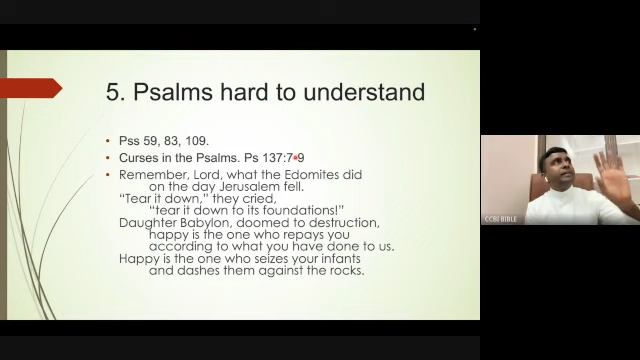 5. Psalms hard to understand
Pss 59, 83, 109.
Curses in the Psalms. Ps 137:7-9
Remember, Lord, what the Edomites did
on the day Jerusalem fell.
“Tear it down,” they cried,
“tear it down to its foundations!”
Daughter Babylon, doomed to destruction,
happy is the one who repays you
according to what you have done to us.
Happy is the one who seizes your infants
and dashes them against the rocks.
CCBI BIBLE